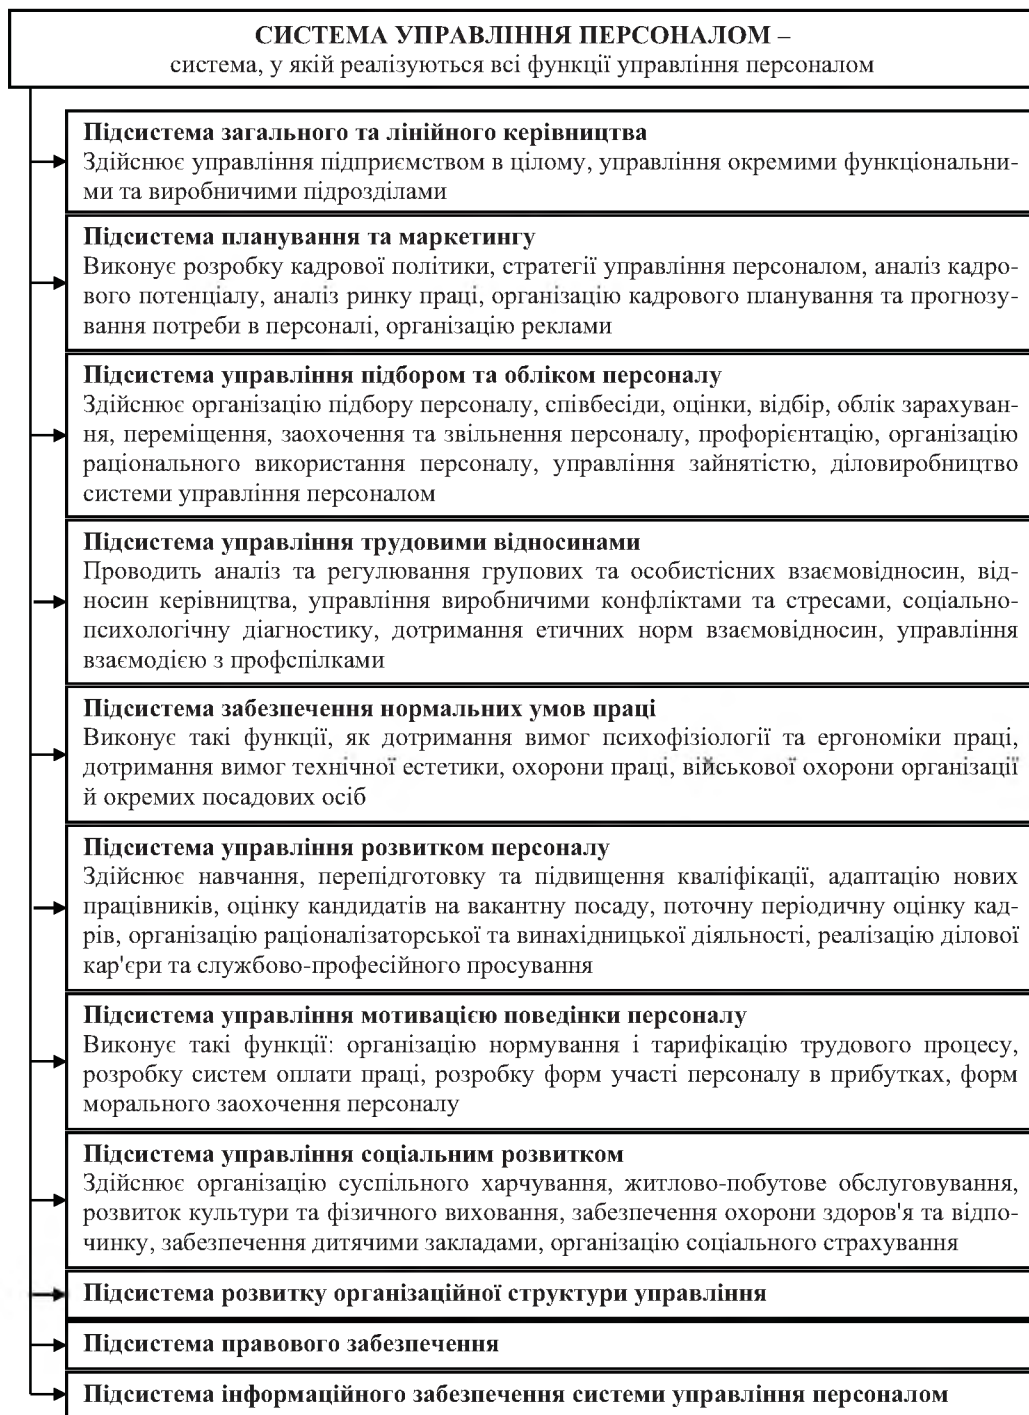 СИСТЕМА УПРАВЛІННЯ ПЕРСОНАЛОМ –
система, у якій реалізуються всі функції управління персоналом
Підсистема загального та лінійного керівництва
Здійснює управління підприємством в цілому, управління окремими функціональни-
ми та виробничими підрозділами
Підсистема планування та маркетингу
Виконує розробку кадрової політики, стратегії управління персоналом, аналіз кадро-
вого потенціалу, аналіз ринку праці, організацію кадрового планування та прогнозу-
вання потреби в персоналі, організацію реклами
Підсистема управління підбором та обліком персоналу
Здійснює організацію підбору персоналу, співбесіди, оцінки, відбір, облік зарахуван-
ня, переміщення, заохочення та звільнення персоналу, профорієнтацію, організацію
раціонального використання персоналу, управління зайнятістю, діловиробництво
системи управління персоналом
Підсистема управління трудовими відносинами
Проводить аналіз та регулювання групових та особистісних взаємовідносин, від-
носин керівництва, управління виробничими конфліктами та стресами, соціально-
психологічну діагностику, дотримання етичних норм взаємовідносин, управління
взаємодією з профспілками
Підсистема забезпечення нормальних умов праці
Виконує такі функції, як дотримання вимог психофізіології та ергономіки праці,
дотримання вимог технічної естетики, охорони праці, військової охорони організації
й окремих посадових осіб
Підсистема управління розвитком персоналу
Здійснює навчання, перепідготовку та підвищення кваліфікації, адаптацію нових
працівників, оцінку кандидатів на вакантну посаду, поточну періодичну оцінку кад-
рів, організацію раціоналізаторської та винахідницької діяльності, реалізацію ділової
кар'єри та службово-професійного просування
Підсистема управління мотивацією поведінки персоналу
Виконує такі функції: організацію нормування і тарифікацію трудового процесу,
розробку систем оплати праці, розробку форм участі персоналу в прибутках, форм
морального заохочення персоналу
Підсистема управління соціальним розвитком
Здійснює організацію суспільного харчування, житлово-побутове обслуговування,
розвиток культури та фізичного виховання, забезпечення охорони здоров'я та відпо-
чинку, забезпечення дитячими закладами, організацію соціального страхування
Підсистема розвитку організаційної структури управління
Підсистема правового забезпечення
Підсистема інформаційного забезпечення системи управління персоналом